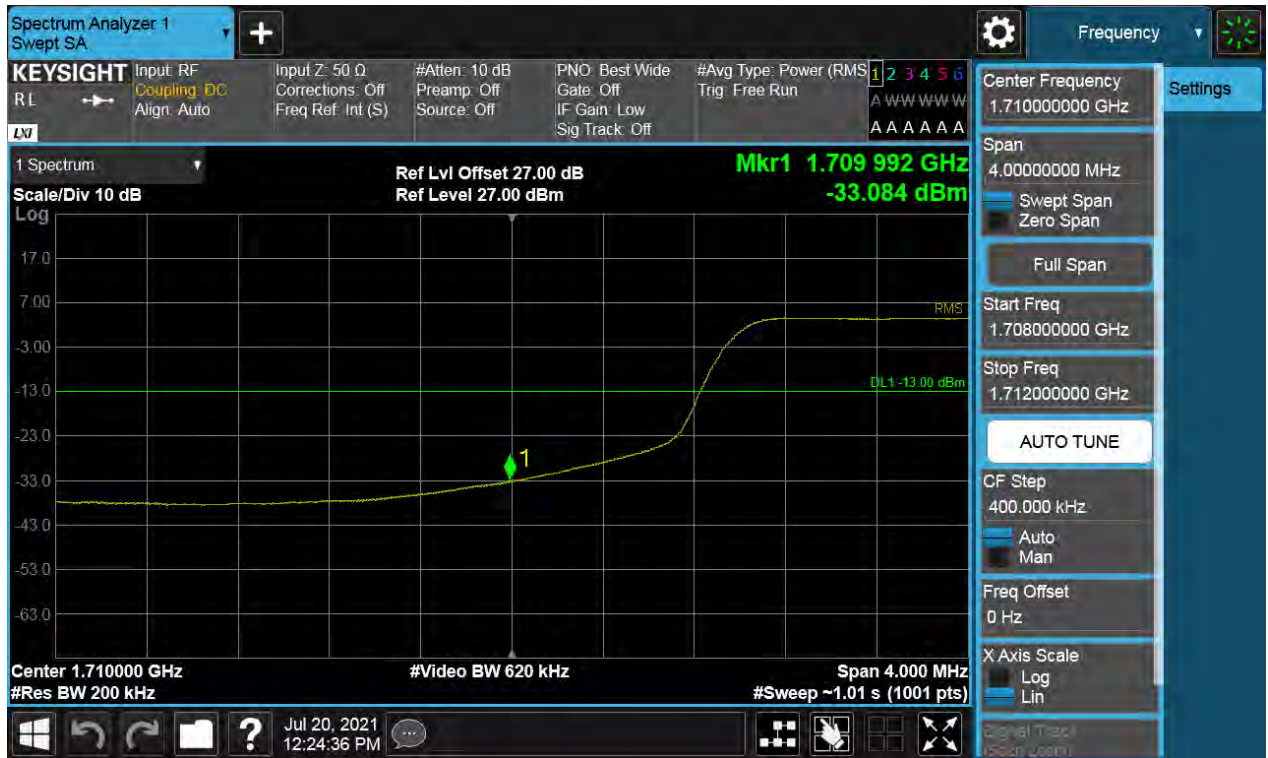 Spectrum Analyzer 1
Swept SA
+
Frequency
KEYSIGHT
RL
LXI
Input: RF
Coupling: DC
Align: Auto
Input Z: 50 Ω
Corrections: Off
Freq Ref: Int (S)
#Atten: 10 dB
Preamp: Off
Source: Off
PNO: Best Wide
Gate: Off
IF Gain: Low
Sig Track: Off
#Avg Type: Power (RMS
Trig: Free Run
1 2 3 4 5 6
A W W W W W
A A A A A A
1 Spectrum
Scale/Div 10 dB
Log
Ref Lvl Offset 27.00 dB
Ref Level 27.00 dBm
Mkr1 1.709 992 GHz
-33.084 dBm
17.0
7.00
-3.00
-13.0
-23.0
-33.0
-43.0
-53.0
-63.0
RMS
DL1 -13.00 dBm
1
Center 1.710000 GHz
#Res BW 200 kHz
#Video BW 620 kHz
Span 4.000 MHz
#Sweep ~1.01 s (1001 pts)
Center Frequency
1.710000000 GHz
Settings
Span
4.00000000 MHz
Swept Span
Zero Span
Full Span
Start Freq
1.708000000 GHz
Stop Freq
1.712000000 GHz
AUTO TUNE
CF Step
400.000 kHz
Auto
Man
Freq Offset
0 Hz
X Axis Scale
Log
Lin
Signal Track
(Span Zoom)
?
Jul 20, 2021
12:24:36 PM